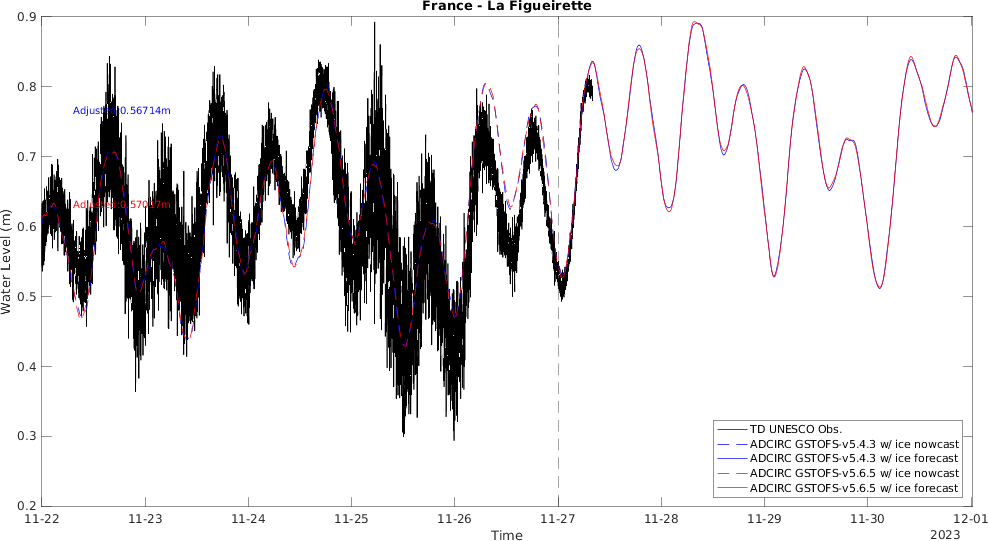 France - La Figueirette
0.9
0.8
0.7
0.6
0.5
0.4
0.3
0.2
Water Level (m)
Adjusted:0.56714m
TD UNESCO Obs.
ADCIRC GSTOFS-v5.4.3 w/ ice nowcast
ADCIRC GSTOFS-v5.4.3 w/ ice forecast
ADCIRC GSTOFS-v5.6.5 w/ ice nowcast
ADCIRC GSTOFS-v5.6.5 w/ ice forecast
11-22 11-23 11-24 11-25 11-26 11-27 11-28 11-29 11-30 12-01
Time
2023